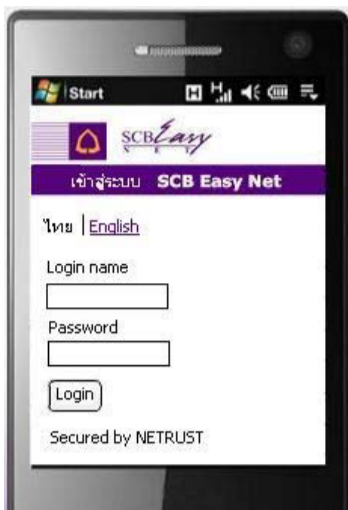 Start H H
SCB Easy
NET
เข้าสู่ระบบ SCB Easy Net
ไทย | English
Login name
Password
Login
Secured by NETRUST